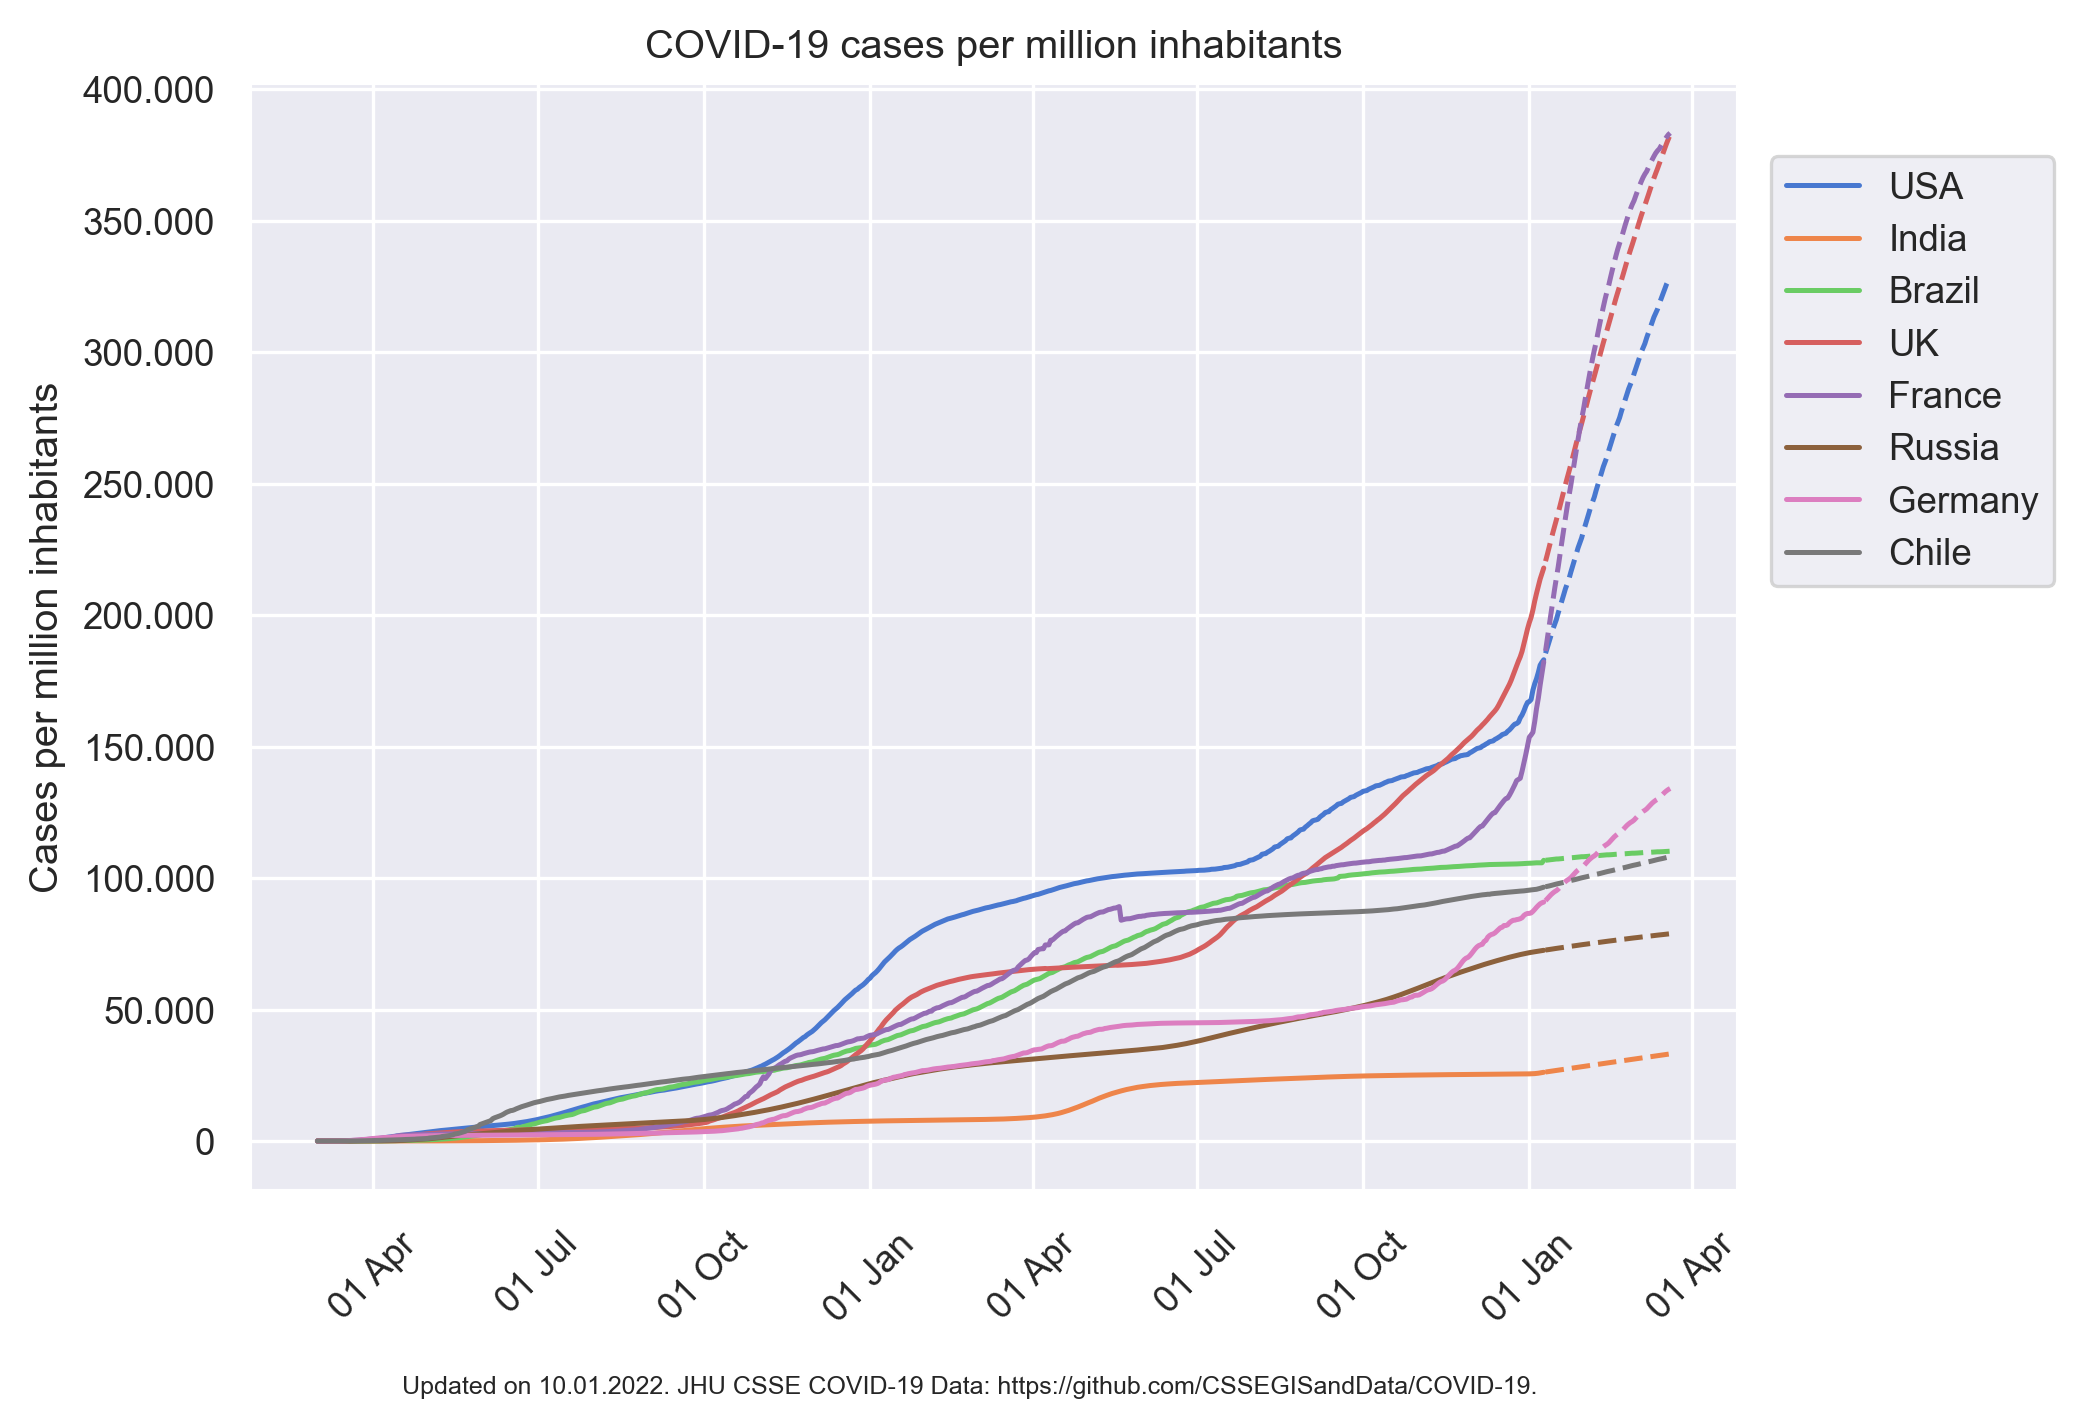 COVID-19 cases per million inhabitants
400.000
350.000
300.000
250.000
200.000
150.000
100.000
50.000
0
Cases per million inhabitants
USA
India
Brazil
UK
France
Russia
Germany
Chile
01 Apr
01 Jul
01 Oct
01 Jan
01 Apr
01 Jul
01 Oct
01 Jan
01 Apr
Updated on 10.01.2022. JHU CSSE COVID-19 Data: https://github.com/CSSEGISandData/COVID-19.